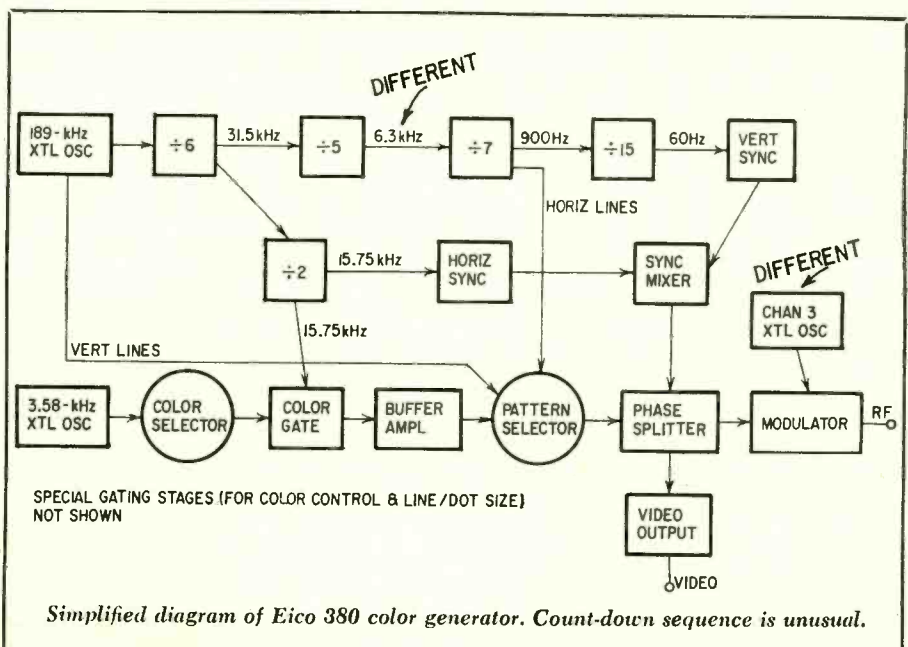 DIFFERENT
189-kHz
XTL OSC
÷6
31.5kHz
÷5
6.3kHz
÷7
900Hz
÷15
60Hz
VERT
SYNC
HORIZ LINES
÷2
15.75kHz
HORIZ
SYNC
SYNC
MIXER
DIFFERENT
CHAN 3
XTL OSC
15.75kHz
VERT LINES
3.58-kHz
XTL OSC
COLOR
SELECTOR
COLOR
GATE
BUFFER
AMPL
PATTERN
SELECTOR
PHASE
SPLITTER
MODULATOR
RF
SPECIAL GATING STAGES (FOR COLOR CONTROL & LINE/DOT SIZE)
NOT SHOWN
VIDEO
OUTPUT
VIDEO
Simplified diagram of Eico 380 color generator. Count-down sequence is unusual.